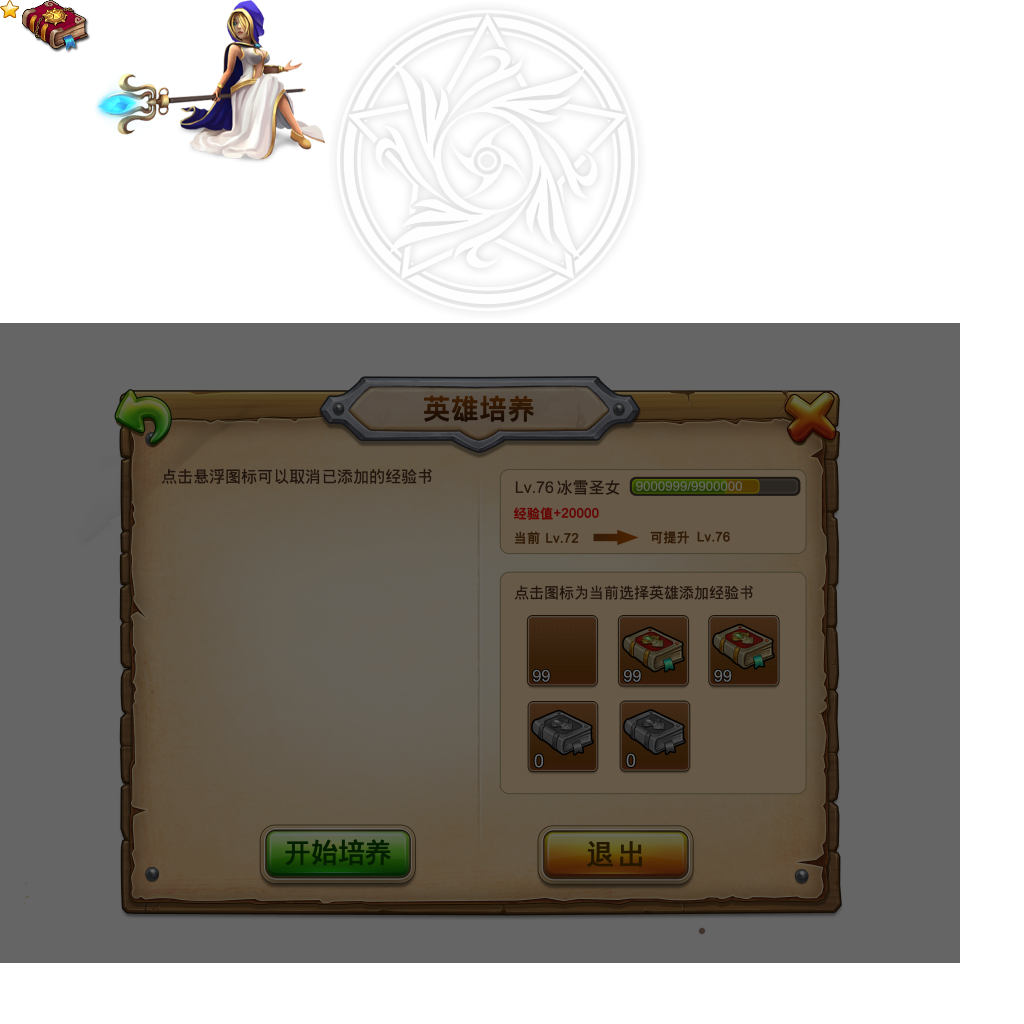 英雄培养
点击悬浮图标可以取消已添加的经验书
Lv.76 冰雪圣女 9000999/9900000
经验值+20000
当前 Lv.72 可提升 Lv.76
点击图标为当前选择英雄添加经验书
99 99 99
0 0
开始培养 退出